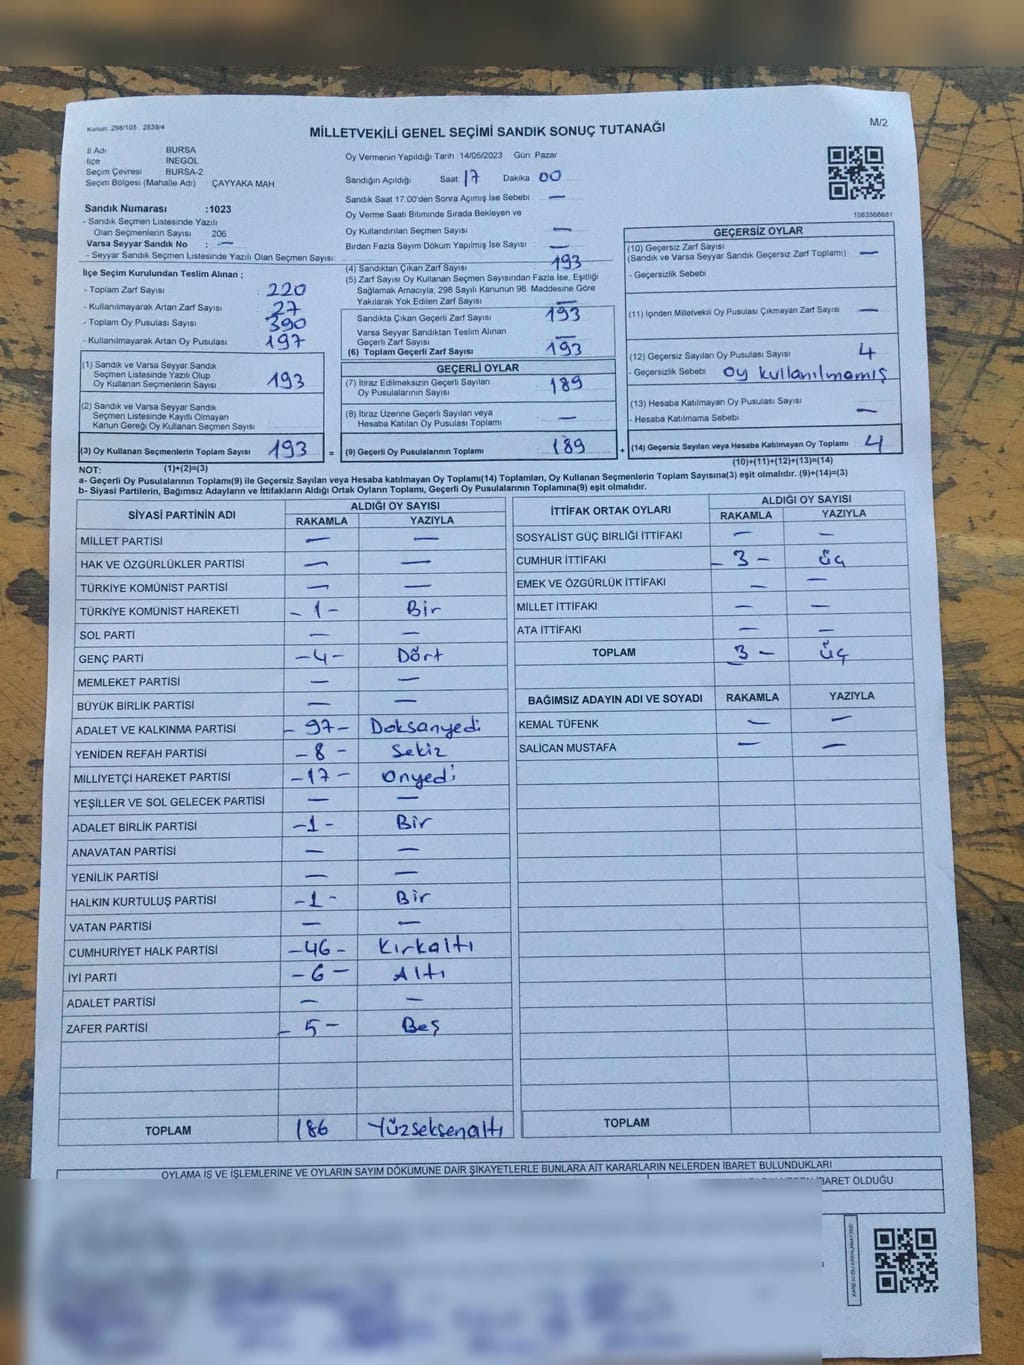 Kanun: 298/105 , 2839/4
MİLLETVEKİLİ GENEL SEÇİMİ SANDIK SONUÇ TUTANAĞI
M/2
İl Adı BURSA
İlçe İNEGÖL
Seçim Çevresi BURSA-2
Seçim Bölgesi (Mahalle Adı) ÇAYYAKA MAH.
Sandık Numarası :1023
- Sandık Seçmen Listesinde Yazılı
Olan Seçmenlerin Sayısı 206
Varsa Seyyar Sandık No : —
- Seyyar Sandık Seçmen Listesinde Yazılı Olan Seçmen Sayısı:
Oy Vermenin Yapıldığı Tarih :14/05/2023 Gün: Pazar
Sandığın Açıldığı Saat: 17 Dakika: 00
Sandık Saat 17.00'den Sonra Açımış İse Sebebi —
Oy Verme Saati Bitiminde Sırada Bekleyen ve
Oy Kullandırılan Seçmen Sayısı —
Birden Fazla Sayım Döküm Yapılmış İse Sayısı —
1083566681
İlçe Seçim Kurulundan Teslim Alınan ;
- Toplam Zarf Sayısı 220
- Kullanılmayarak Artan Zarf Sayısı 27
- Toplam Oy Pusulası Sayısı 390
- Kullanılmayarak Artan Oy Pusulası 197
(1) Sandık ve Varsa Seyyar Sandık
Seçmen Listesinde Yazılı Olup
Oy Kullanan Seçmenlerin Sayısı 193
(2) Sandık ve Varsa Seyyar Sandık
Seçmen Listesinde Kayıtlı Olmayan
Kanun Gereği Oy Kullanan Seçmen Sayısı
(3) Oy Kullanan Seçmenlerin Toplam Sayısı 193 =
(1)+(2)=(3)
(4) Sandıktan Çıkan Zarf Sayısı 193
(5) Zarf Sayısı Oy Kullanan Seçmen Sayısından Fazla İse, Eşitliği
Sağlamak Amacıyla; 298 Sayılı Kanunun 98. Maddesine Göre
Yakılarak Yok Edilen Zarf Sayısı —
Sandıkta Çıkan Geçerli Zarf Sayısı 193
Varsa Seyyar Sandıktan Teslim Alınan
Geçerli Zarf Sayısı —
(6) Toplam Geçerli Zarf Sayısı 193
GEÇERLİ OYLAR
(7) İtiraz Edilmeksizin Geçerli Sayılan
Oy Pusulalarının Sayısı 189
(8) İtiraz Üzerine Geçerli Sayılan veya
Hesaba Katılan Oy Pusulası Toplamı —
(9) Geçerli Oy Pusulalarının Toplamı 189 +
GEÇERSİZ OYLAR
(10) Geçersiz Zarf Sayısı
(Sandık ve Varsa Seyyar Sandık Geçersiz Zarf Toplamı) —
- Geçersizlik Sebebi
(11) İçinden Milletvekili Oy Pusulası Çıkmayan Zarf Sayısı —
(12) Geçersiz Sayılan Oy Pusulası Sayısı 4
- Geçersizlik Sebebi oy kullanılmamış
(13) Hesaba Katılmayan Oy Pusulası Sayısı
- Hesaba Katılmama Sebebi —
(14) Geçersiz Sayılan veya Hesaba Katılmayan Oy Toplamı 4
(10)+(11)+(12)+(13)=(14)
NOT:
a- Geçerli Oy Pusulalarının Toplamı(9) ile Geçersiz Sayılan veya Hesaba katılmayan Oy Toplamı(14) Toplamları, Oy Kullanan Seçmenlerin Toplam Sayısına(3) eşit olmalıdır. (9)+(14)=(3)
b- Siyasi Partilerin, Bağımsız Adayların ve İttifakların Aldığı Ortak Oyların Toplamı, Geçerli Oy Pusulalarının Toplamına(9) eşit olmalıdır.
SİYASİ PARTİNİN ADI ALDIĞI OY SAYISI
RAKAMLA YAZIYLA
MİLLET PARTİSİ — —
HAK VE ÖZGÜRLÜKLER PARTİSİ — —
TÜRKİYE KOMÜNİST PARTİSİ — —
TÜRKİYE KOMÜNİST HAREKETİ -1- Bir
SOL PARTİ — —
GENÇ PARTİ -4- Dört
MEMLEKET PARTİSİ — —
BÜYÜK BİRLİK PARTİSİ — —
ADALET VE KALKINMA PARTİSİ -97- Doksanyedi
YENİDEN REFAH PARTİSİ -8- Sekiz
MİLLİYETÇİ HAREKET PARTİSİ -17- Onyedi
YEŞİLLER VE SOL GELECEK PARTİSİ — —
ADALET BİRLİK PARTİSİ -1- Bir
ANAVATAN PARTİSİ — —
YENİLİK PARTİSİ — —
HALKIN KURTULUŞ PARTİSİ -1- Bir
VATAN PARTİSİ — —
CUMHURİYET HALK PARTİSİ -46- Kırkaltı
İYİ PARTİ -6- Altı
ADALET PARTİSİ — —
ZAFER PARTİSİ -5- Beş
TOPLAM 186 Yüzseksenaltı
İTTİFAK ORTAK OYLARI ALDIĞI OY SAYISI
RAKAMLA YAZIYLA
SOSYALİST GÜÇ BİRLİĞİ İTTİFAKI — —
CUMHUR İTTİFAKI -3- Üç
EMEK VE ÖZGÜRLÜK İTTİFAKI — —
MİLLET İTTİFAKI — —
ATA İTTİFAKI — —
TOPLAM 3- Üç
BAĞIMSIZ ADAYIN ADI VE SOYADI RAKAMLA YAZIYLA
KEMAL TÜFENK — —
SALİCAN MUSTAFA — —
TOPLAM
OYLAMA İŞ VE İŞLEMLERİNE VE OYLARIN SAYIM DÖKÜMÜNE DAİR ŞİKAYETLERLE BUNLARA AİT KARARLARIN NELERDEN İBARET BULUNDUKLARI
İBARET OLDUĞU